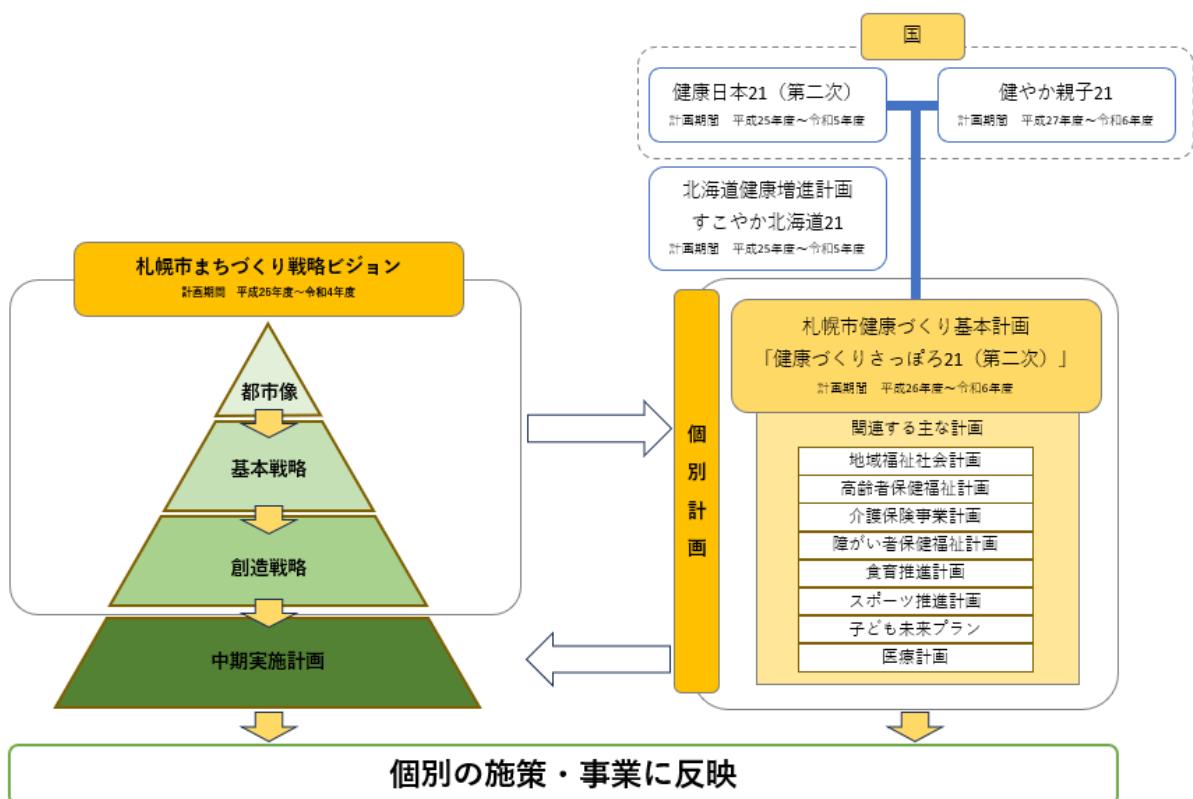 国
健康日本21（第二次）
計画期間　平成25年度～令和5年度
健やか親子21
計画期間　平成27年度～令和6年度
北海道健康増進計画
すこやか北海道21
計画期間　平成25年度～令和5年度
札幌市まちづくり戦略ビジョン
計画期間　平成25年度～令和4年度
都市像
基本戦略
創造戦略
中期実施計画
個別計画
札幌市健康づくり基本計画
「健康づくりさっぽろ21（第二次）」
計画期間　平成26年度～令和6年度
関連する主な計画
地域福祉社会計画
高齢者保健福祉計画
介護保険事業計画
障がい者保健福祉計画
食育推進計画
スポーツ推進計画
子ども未来プラン
医療計画
個別の施策・事業に反映